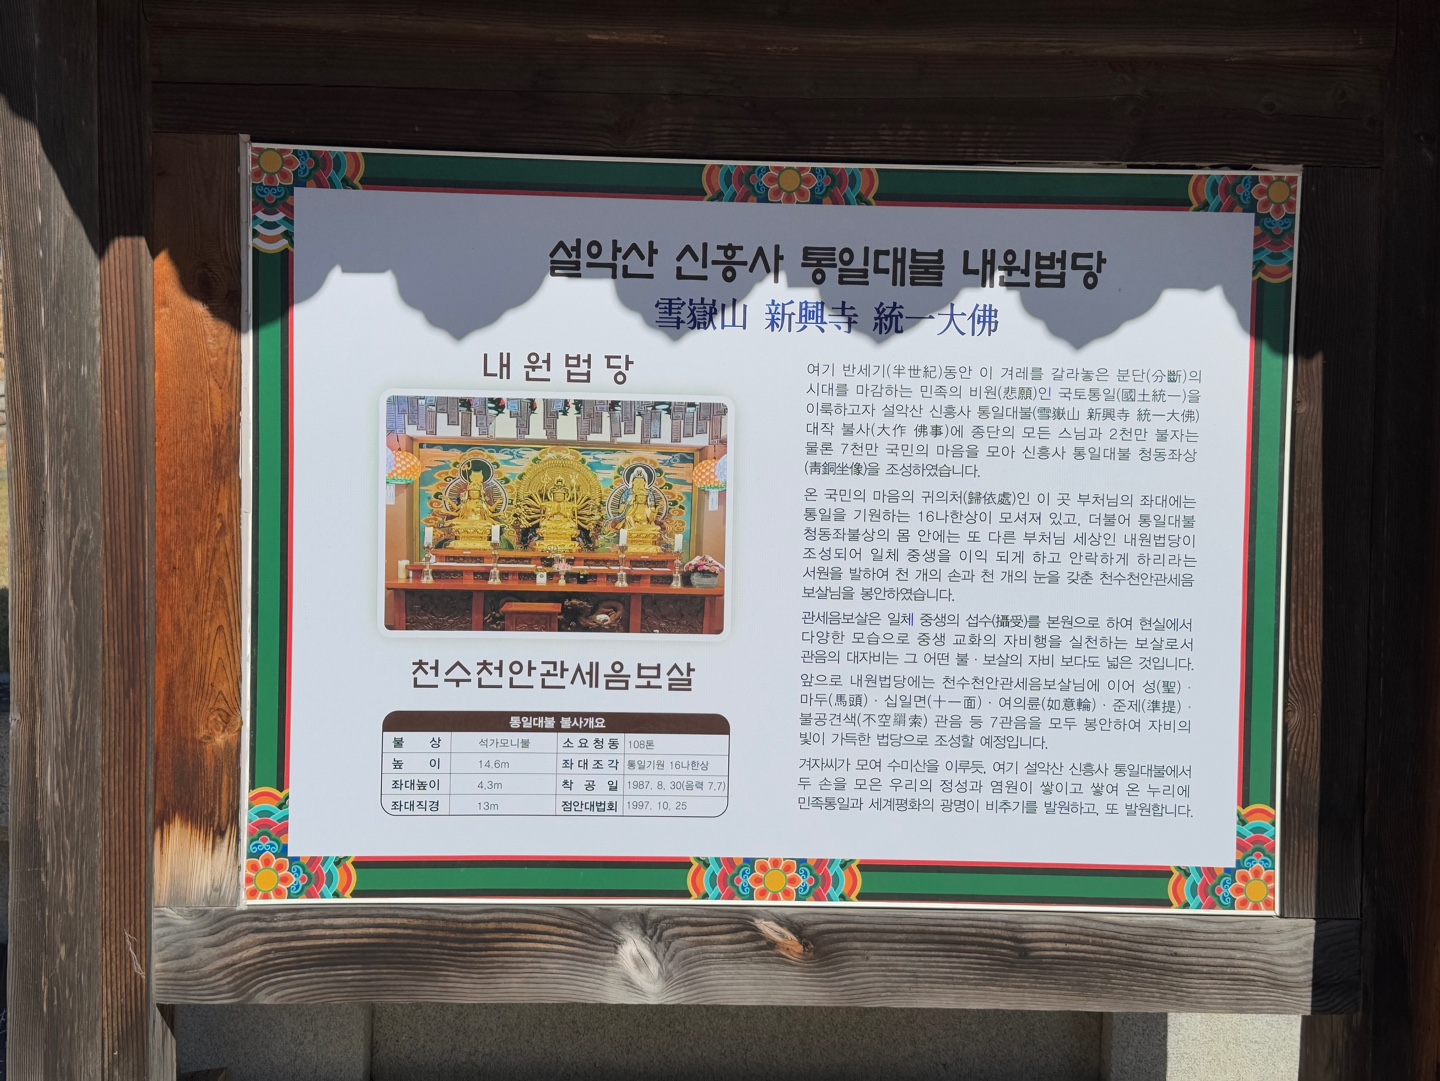 설악산 신흥사 통일대불 내원법당
雪嶽山 新興寺 統一大佛
내원법당
천수천안관세음보살
통일대불 불사개요
불 상 석가모니불 소요청동 108톤
높 이 14.6m 좌대조각 통일기원 16나한상
좌대높이 4.3m 착 공 일 1987. 8. 30(음력 7.7)
좌대직경 13m 점안대법회 1997. 10. 25
여기 반세기(半世紀)동안 이 겨레를 갈라놓은 분단(分斷)의
시대를 마감하는 민족의 비원(悲願)인 국토통일(國土統一)을
이룩하고자 설악산 신흥사 통일대불(雪嶽山 新興寺 統一大佛)
대작 불사(大作 佛事)에 종단의 모든 스님과 2천만 불자는
물론 7천만 국민의 마음을 모아 신흥사 통일대불 청동좌상
(靑銅坐像)을 조성하였습니다.
온 국민의 마음의 귀의처(歸依處)인 이 곳 부처님의 좌대에는
통일을 기원하는 16나한상이 모셔져 있고, 더불어 통일대불
청동좌불상의 몸 안에는 또 다른 부처님 세상인 내원법당이
조성되어 일체 중생을 이익 되게 하고 안락하게 하리라는
서원을 발하여 천 개의 손과 천 개의 눈을 갖춘 천수천안관세음
보살님을 봉안하였습니다.
관세음보살은 일체 중생의 섭수(攝受)를 본원으로 하여 현실에서
다양한 모습으로 중생 교화의 자비행을 실천하는 보살로서
관음의 대자비는 그 어떤 불·보살의 자비 보다도 넓은 것입니다.
앞으로 내원법당에는 천수천안관세음보살님에 이어 성(聖)·
마두(馬頭)·십일면(十一面)·여의륜(如意輪)·준제(準提)·
불공견색(不空羂索) 관음 등 7관음을 모두 봉안하여 자비의
빛이 가득한 법당으로 조성할 예정입니다.
겨자씨가 모여 수미산을 이루듯, 여기 설악산 신흥사 통일대불에서
두 손을 모은 우리의 정성과 염원이 쌓이고 쌓여 온 누리에
민족통일과 세계평화의 광명이 비추기를 발원하고, 또 발원합니다.